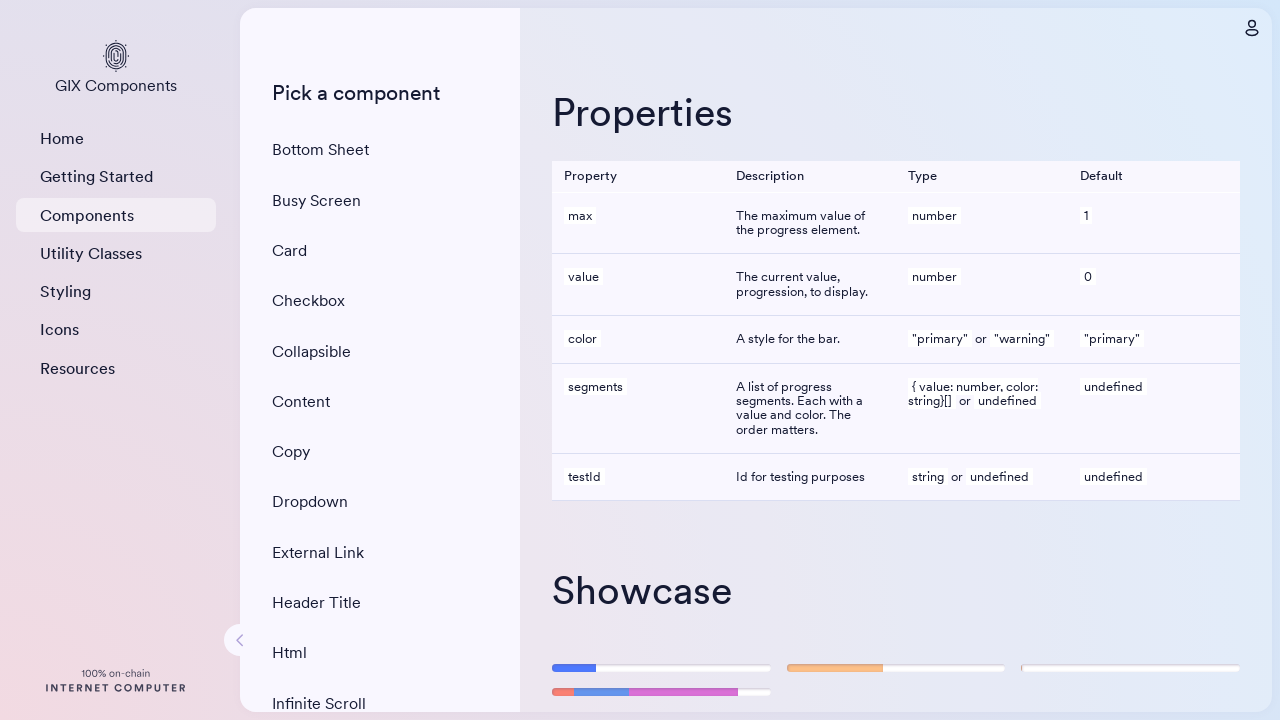 GIX Components
Home
Getting Started
Components
Utility Classes
Styling
Icons
Resources
100% on-chain
INTERNET COMPUTER
Pick a component
Bottom Sheet
Busy Screen
Card
Checkbox
Collapsible
Content
Copy
Dropdown
External Link
Header Title
Html
Infinite Scroll
Properties
Property Description Type Default
max The maximum value of number 1
the progress element.
value The current value, number 0
progression, to display.
color A style for the bar. "primary" or "warning" "primary"
segments A list of progress { value: number, color: undefined
segments. Each with a string}[] or undefined
value and color. The
order matters.
testId Id for testing purposes string or undefined undefined
Showcase